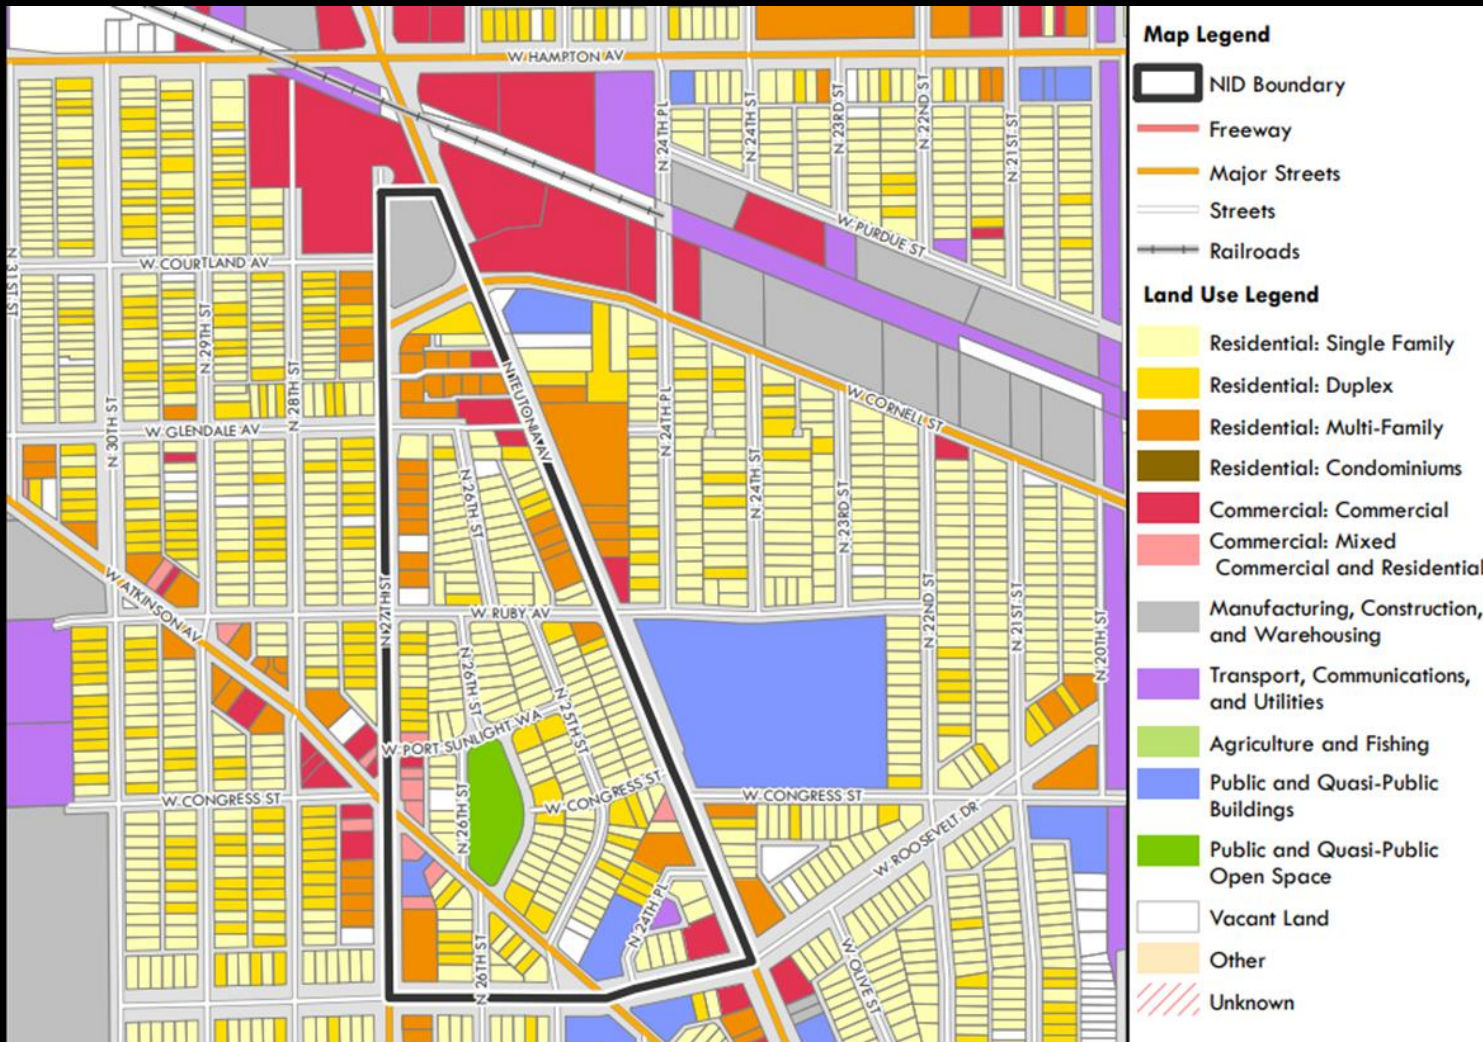 W HAMPTON AV
N 24TH PL
N 24TH ST
N 23RD ST
N 22ND ST
N 21 ST ST
W PURDUE ST
N 31ST ST
W COURTLAND AV
N 29TH ST
N 28TH ST
N TEUTONIA AV
N 24TH PL
W CORNELL ST
N 30TH ST
W GLENDALE AV
N 26TH ST
N 24TH ST
N 23RD ST
W ATKINSON AV
N 27TH ST
W RUBY AV
N 22ND ST
N 21ST ST
N 20TH ST
N 26TH ST
N 25TH ST
W PORT SUNLIGHT WA
W CONGRESS ST
N 26TH ST
W CONGRESS ST
W CONGRESS ST
W ROOSEVELT DR
N 24TH PL
N 26TH ST
W OLIVE ST
Map Legend
NID Boundary
Freeway
Major Streets
Streets
Railroads
Land Use Legend
Residential: Single Family
Residential: Duplex
Residential: Multi-Family
Residential: Condominiums
Commercial: Commercial
Commercial: Mixed
Commercial and Residential
Manufacturing, Construction,
and Warehousing
Transport, Communications,
and Utilities
Agriculture and Fishing
Public and Quasi-Public
Buildings
Public and Quasi-Public
Open Space
Vacant Land
Other
Unknown